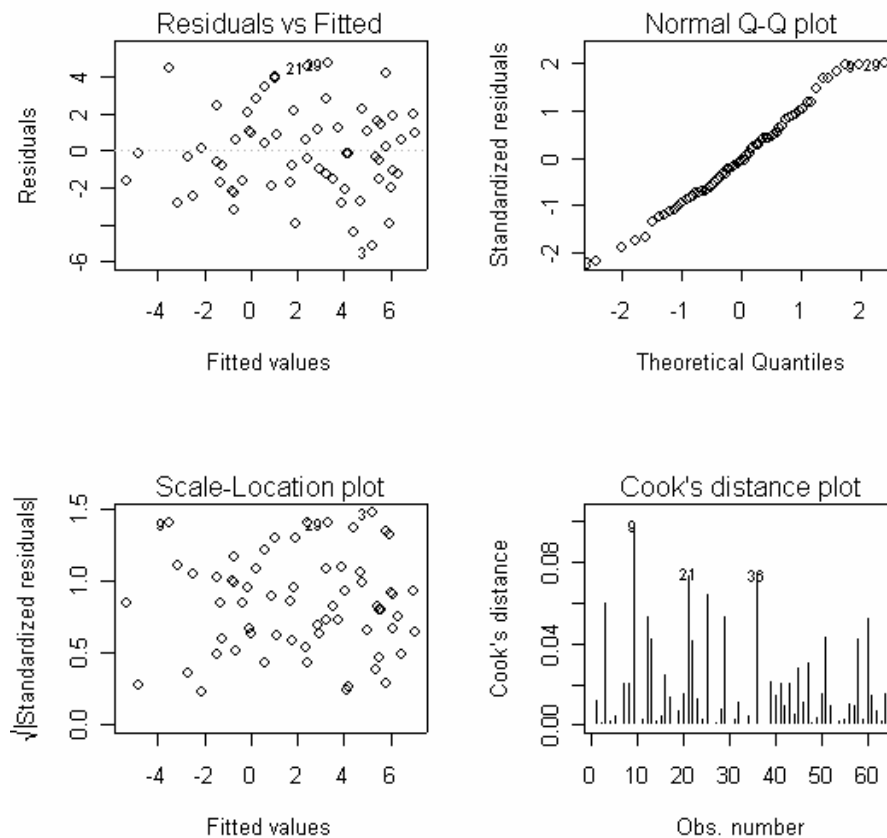 Residuals vs Fitted
Residuals
4
2
0
-2
-6
21
29
3
-4 -2 0 2 4 6
Fitted values
Normal Q-Q plot
Standardized residuals
2
1
0
-1
-2
9
29
-2 -1 0 1 2
Theoretical Quantiles
Scale-Location plot
√|Standardized residuals|
1.5
1.0
0.5
0.0
9
29
3
-4 -2 0 2 4 6
Fitted values
Cook's distance plot
Cook's distance
0.08
0.04
0.00
9
21
36
0 10 20 30 40 50 60
Obs. number